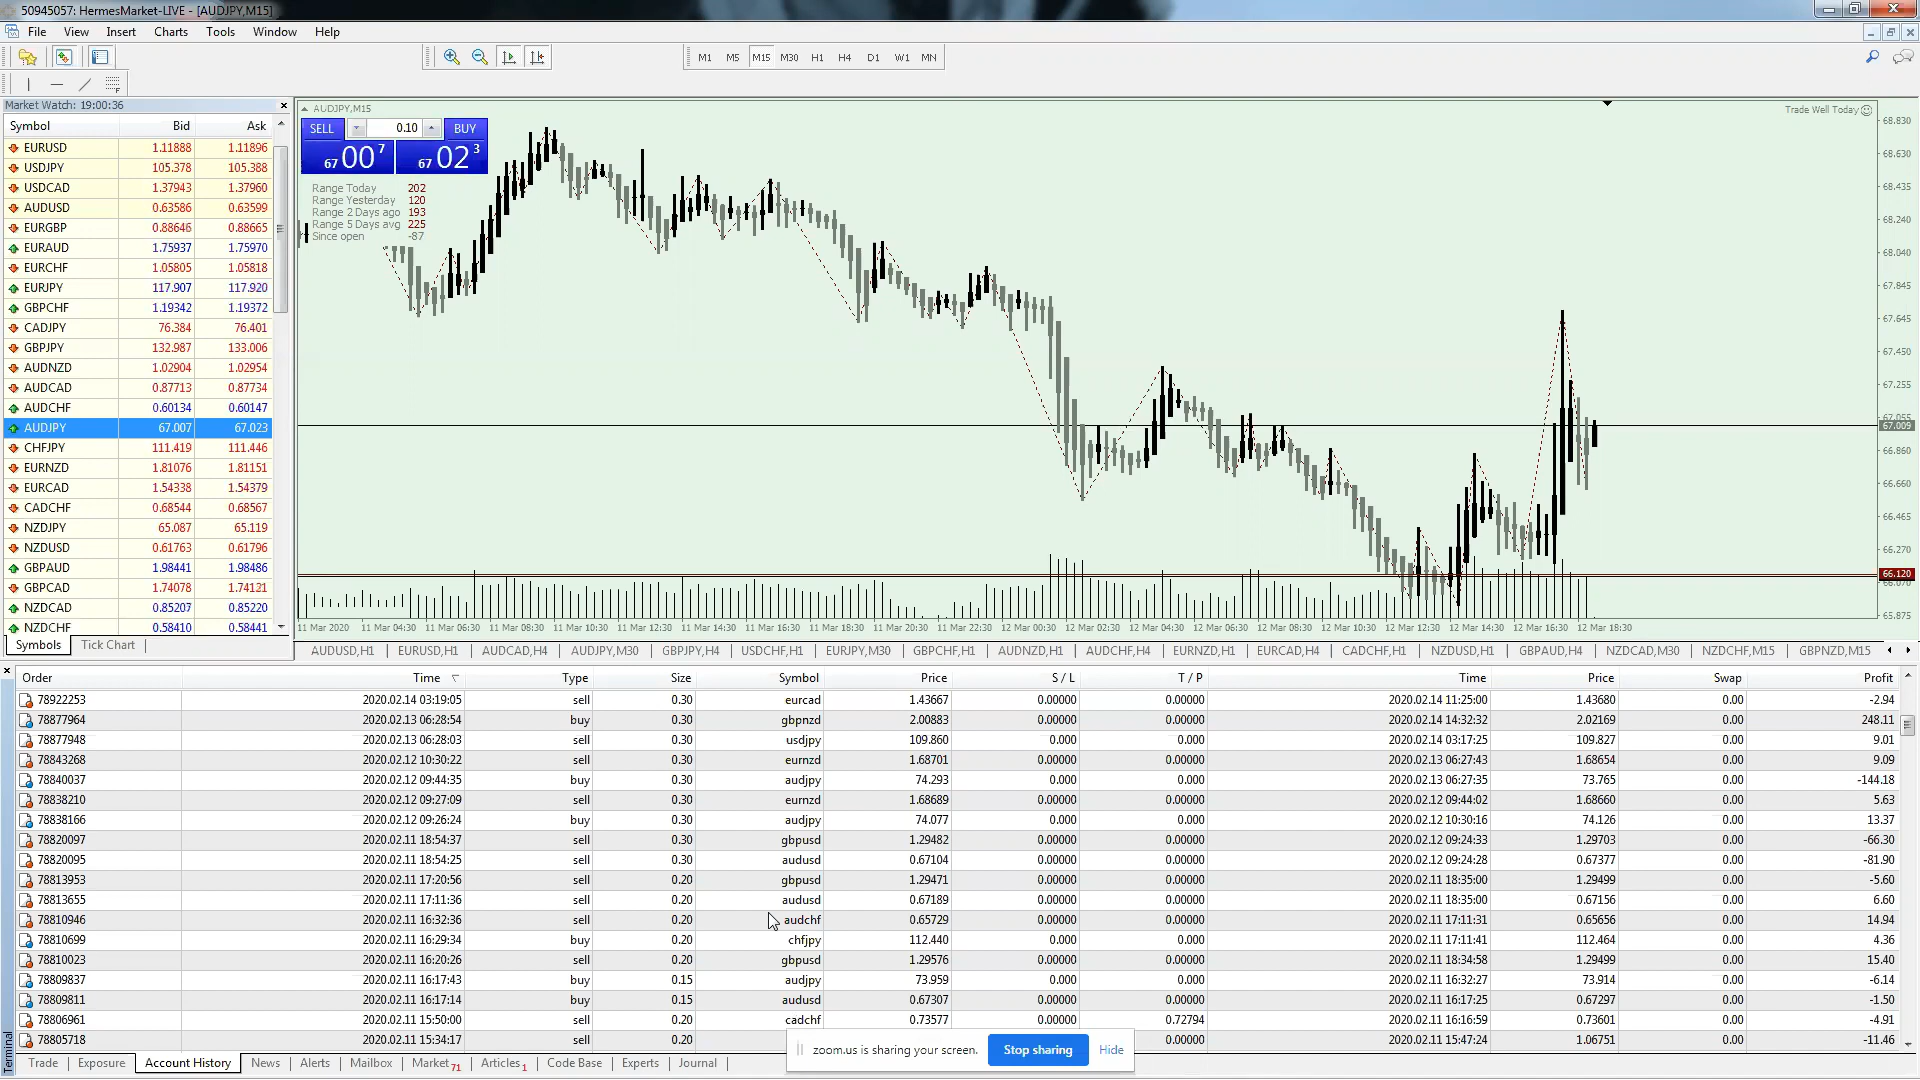 50945057: HermesMarket-LIVE - [AUDJPY,M15]
File View Insert Charts Tools Window Help
M1 M5 M15 M30 H1 H4 D1 W1 MN
Market Watch: 19:00:36
Symbol Bid Ask
EURUSD 1.11888 1.11896
USDJPY 105.378 105.388
USDCAD 1.37943 1.37960
AUDUSD 0.63586 0.63599
EURGBP 0.88646 0.88665
EURAUD 1.75937 1.75970
EURCHF 1.05805 1.05818
EURJPY 117.907 117.920
GBPCHF 1.19342 1.19372
CADJPY 76.384 76.401
GBPJPY 132.987 133.006
AUDNZD 1.02904 1.02954
AUDCAD 0.87713 0.87734
AUDCHF 0.60134 0.60147
AUDJPY 67.007 67.023
CHFJPY 111.419 111.446
EURNZD 1.81076 1.81151
EURCAD 1.54338 1.54379
CADCHF 0.68544 0.68567
NZDJPY 65.087 65.119
NZDUSD 0.61763 0.61796
GBPAUD 1.98441 1.98486
GBPCAD 1.74078 1.74121
NZDCAD 0.85207 0.85220
NZDCHF 0.58410 0.58441
Symbols Tick Chart
AUDJPY,M15
Trade Well Today
SELL 0.10 BUY
67 00 7 67 02 3
Range Today 202
Range Yesterday 120
Range 2 Days ago 193
Range 5 Days avg 225
Since open -87
68.830
68.630
68.435
68.240
68.040
67.845
67.645
67.450
67.255
67.055
67.009
66.860
66.660
66.465
66.270
66.120
66.070
65.875
11 Mar 2020 11 Mar 04:30 11 Mar 06:30 11 Mar 08:30 11 Mar 10:30 11 Mar 12:30 11 Mar 14:30 11 Mar 16:30 11 Mar 18:30 11 Mar 20:30 11 Mar 22:30 12 Mar 00:30 12 Mar 02:30 12 Mar 04:30 12 Mar 06:30 12 Mar 08:30 12 Mar 10:30 12 Mar 12:30 12 Mar 14:30 12 Mar 16:30 12 Mar 18:30
AUDUSD,H1 EURUSD,H1 AUDCAD,H4 AUDJPY,M30 GBPJPY,H4 USDCHF,H1 EURJPY,M30 GBPCHF,H1 AUDNZD,H1 AUDCHF,H4 EURNZD,H1 EURCAD,H4 CADCHF,H1 NZDUSD,H1 GBPAUD,H4 NZDCAD,M30 NZDCHF,M15 GBPNZD,M15
Order Time Type Size Symbol Price S / L T / P Time Price Swap Profit
78922253 2020.02.14 03:19:05 sell 0.30 eurcad 1.43667 0.00000 0.00000 2020.02.14 11:25:00 1.43680 0.00 -2.94
78877964 2020.02.13 06:28:54 buy 0.30 gbpnzd 2.00883 0.00000 0.00000 2020.02.14 14:32:32 2.02169 0.00 248.11
78877948 2020.02.13 06:28:03 sell 0.30 usdjpy 109.860 0.000 0.000 2020.02.14 03:17:25 109.827 0.00 9.01
78843268 2020.02.12 10:30:22 sell 0.30 eurnzd 1.68701 0.00000 0.00000 2020.02.13 06:27:43 1.68654 0.00 9.09
78840037 2020.02.12 09:44:35 buy 0.30 audjpy 74.293 0.000 0.000 2020.02.13 06:27:35 73.765 0.00 -144.18
78838210 2020.02.12 09:27:09 sell 0.30 eurnzd 1.68689 0.00000 0.00000 2020.02.12 09:44:02 1.68660 0.00 5.63
78838166 2020.02.12 09:26:24 buy 0.30 audjpy 74.077 0.000 0.000 2020.02.12 10:30:16 74.126 0.00 13.37
78820097 2020.02.11 18:54:37 sell 0.30 gbpusd 1.29482 0.00000 0.00000 2020.02.12 09:24:33 1.29703 0.00 -66.30
78820095 2020.02.11 18:54:25 sell 0.30 audusd 0.67104 0.00000 0.00000 2020.02.12 09:24:28 0.67377 0.00 -81.90
78813953 2020.02.11 17:20:56 sell 0.20 gbpusd 1.29471 0.00000 0.00000 2020.02.11 18:35:00 1.29499 0.00 -5.60
78813655 2020.02.11 17:11:36 sell 0.20 audusd 0.67189 0.00000 0.00000 2020.02.11 18:35:00 0.67156 0.00 6.60
78810946 2020.02.11 16:32:36 sell 0.20 audchf 0.65729 0.00000 0.00000 2020.02.11 17:11:31 0.65656 0.00 14.94
78810699 2020.02.11 16:29:34 buy 0.20 chfjpy 112.440 0.000 0.000 2020.02.11 17:11:41 112.464 0.00 4.36
78810023 2020.02.11 16:20:26 sell 0.20 gbpusd 1.29576 0.00000 0.00000 2020.02.11 18:34:58 1.29499 0.00 15.40
78809837 2020.02.11 16:17:43 buy 0.15 audjpy 73.959 0.000 0.000 2020.02.11 16:32:27 73.914 0.00 -6.14
78809811 2020.02.11 16:17:14 buy 0.15 audusd 0.67307 0.00000 0.00000 2020.02.11 16:17:25 0.67297 0.00 -1.50
78806961 2020.02.11 15:50:00 sell 0.20 cadchf 0.73577 0.00000 0.72794 2020.02.11 16:16:59 0.73601 0.00 -4.91
78805718 2020.02.11 15:34:17 sell 0.20 0.00000 2020.02.11 15:47:24 1.06751 0.00 -11.46
zoom.us is sharing your screen. Stop sharing Hide
Terminal
Trade Exposure Account History News Alerts Mailbox Market 71 Articles 1 Code Base Experts Journal